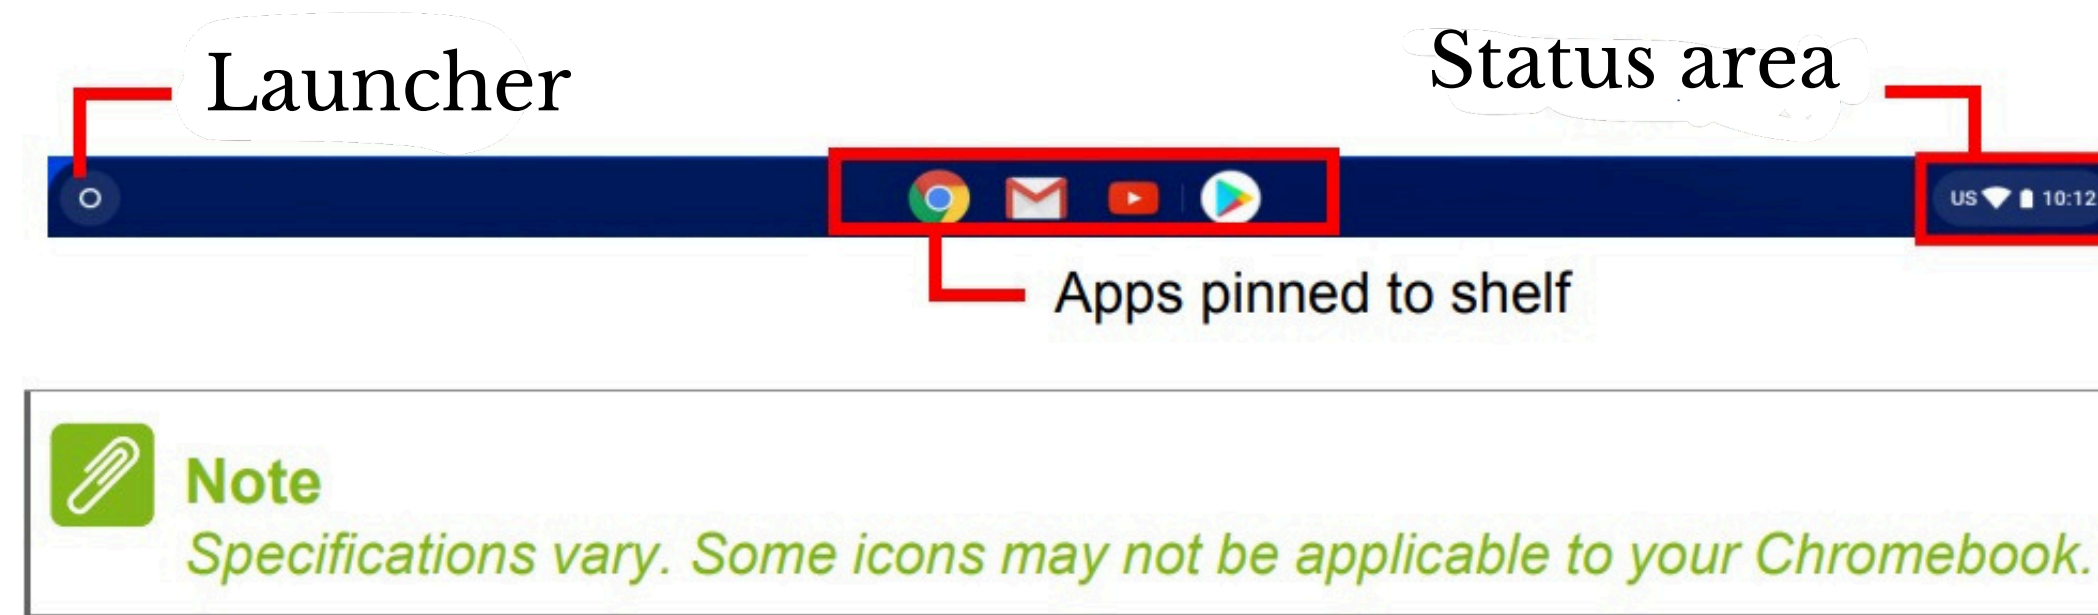 Launcher
Status area
US 10:12
Apps pinned to shelf
Note
Specifications vary. Some icons may not be applicable to your Chromebook.